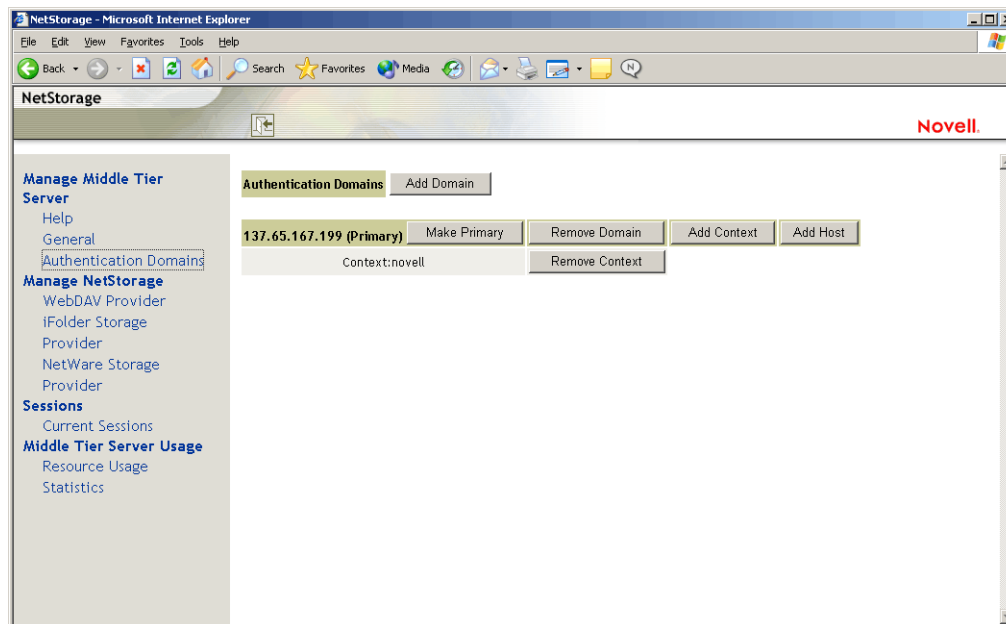 NetStorage - Microsoft Internet Explorer
File Edit View Favorites Tools Help
Back Search Favorites Media
NetStorage
Novell.
Manage Middle Tier
Server
Help
General
Authentication Domains
Manage NetStorage
WebDAV Provider
iFolder Storage
Provider
NetWare Storage
Provider
Sessions
Current Sessions
Middle Tier Server Usage
Resource Usage
Statistics
Authentication Domains Add Domain
137.65.167.199 (Primary) Make Primary Remove Domain Add Context Add Host
Context:novell Remove Context